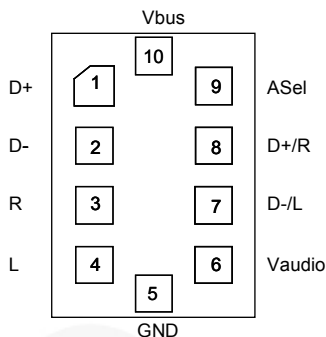 Vbus
10
D+ 1 9 ASel
D- 2 8 D+/R
R 3 7 D-/L
L 4 6 Vaudio
5
GND